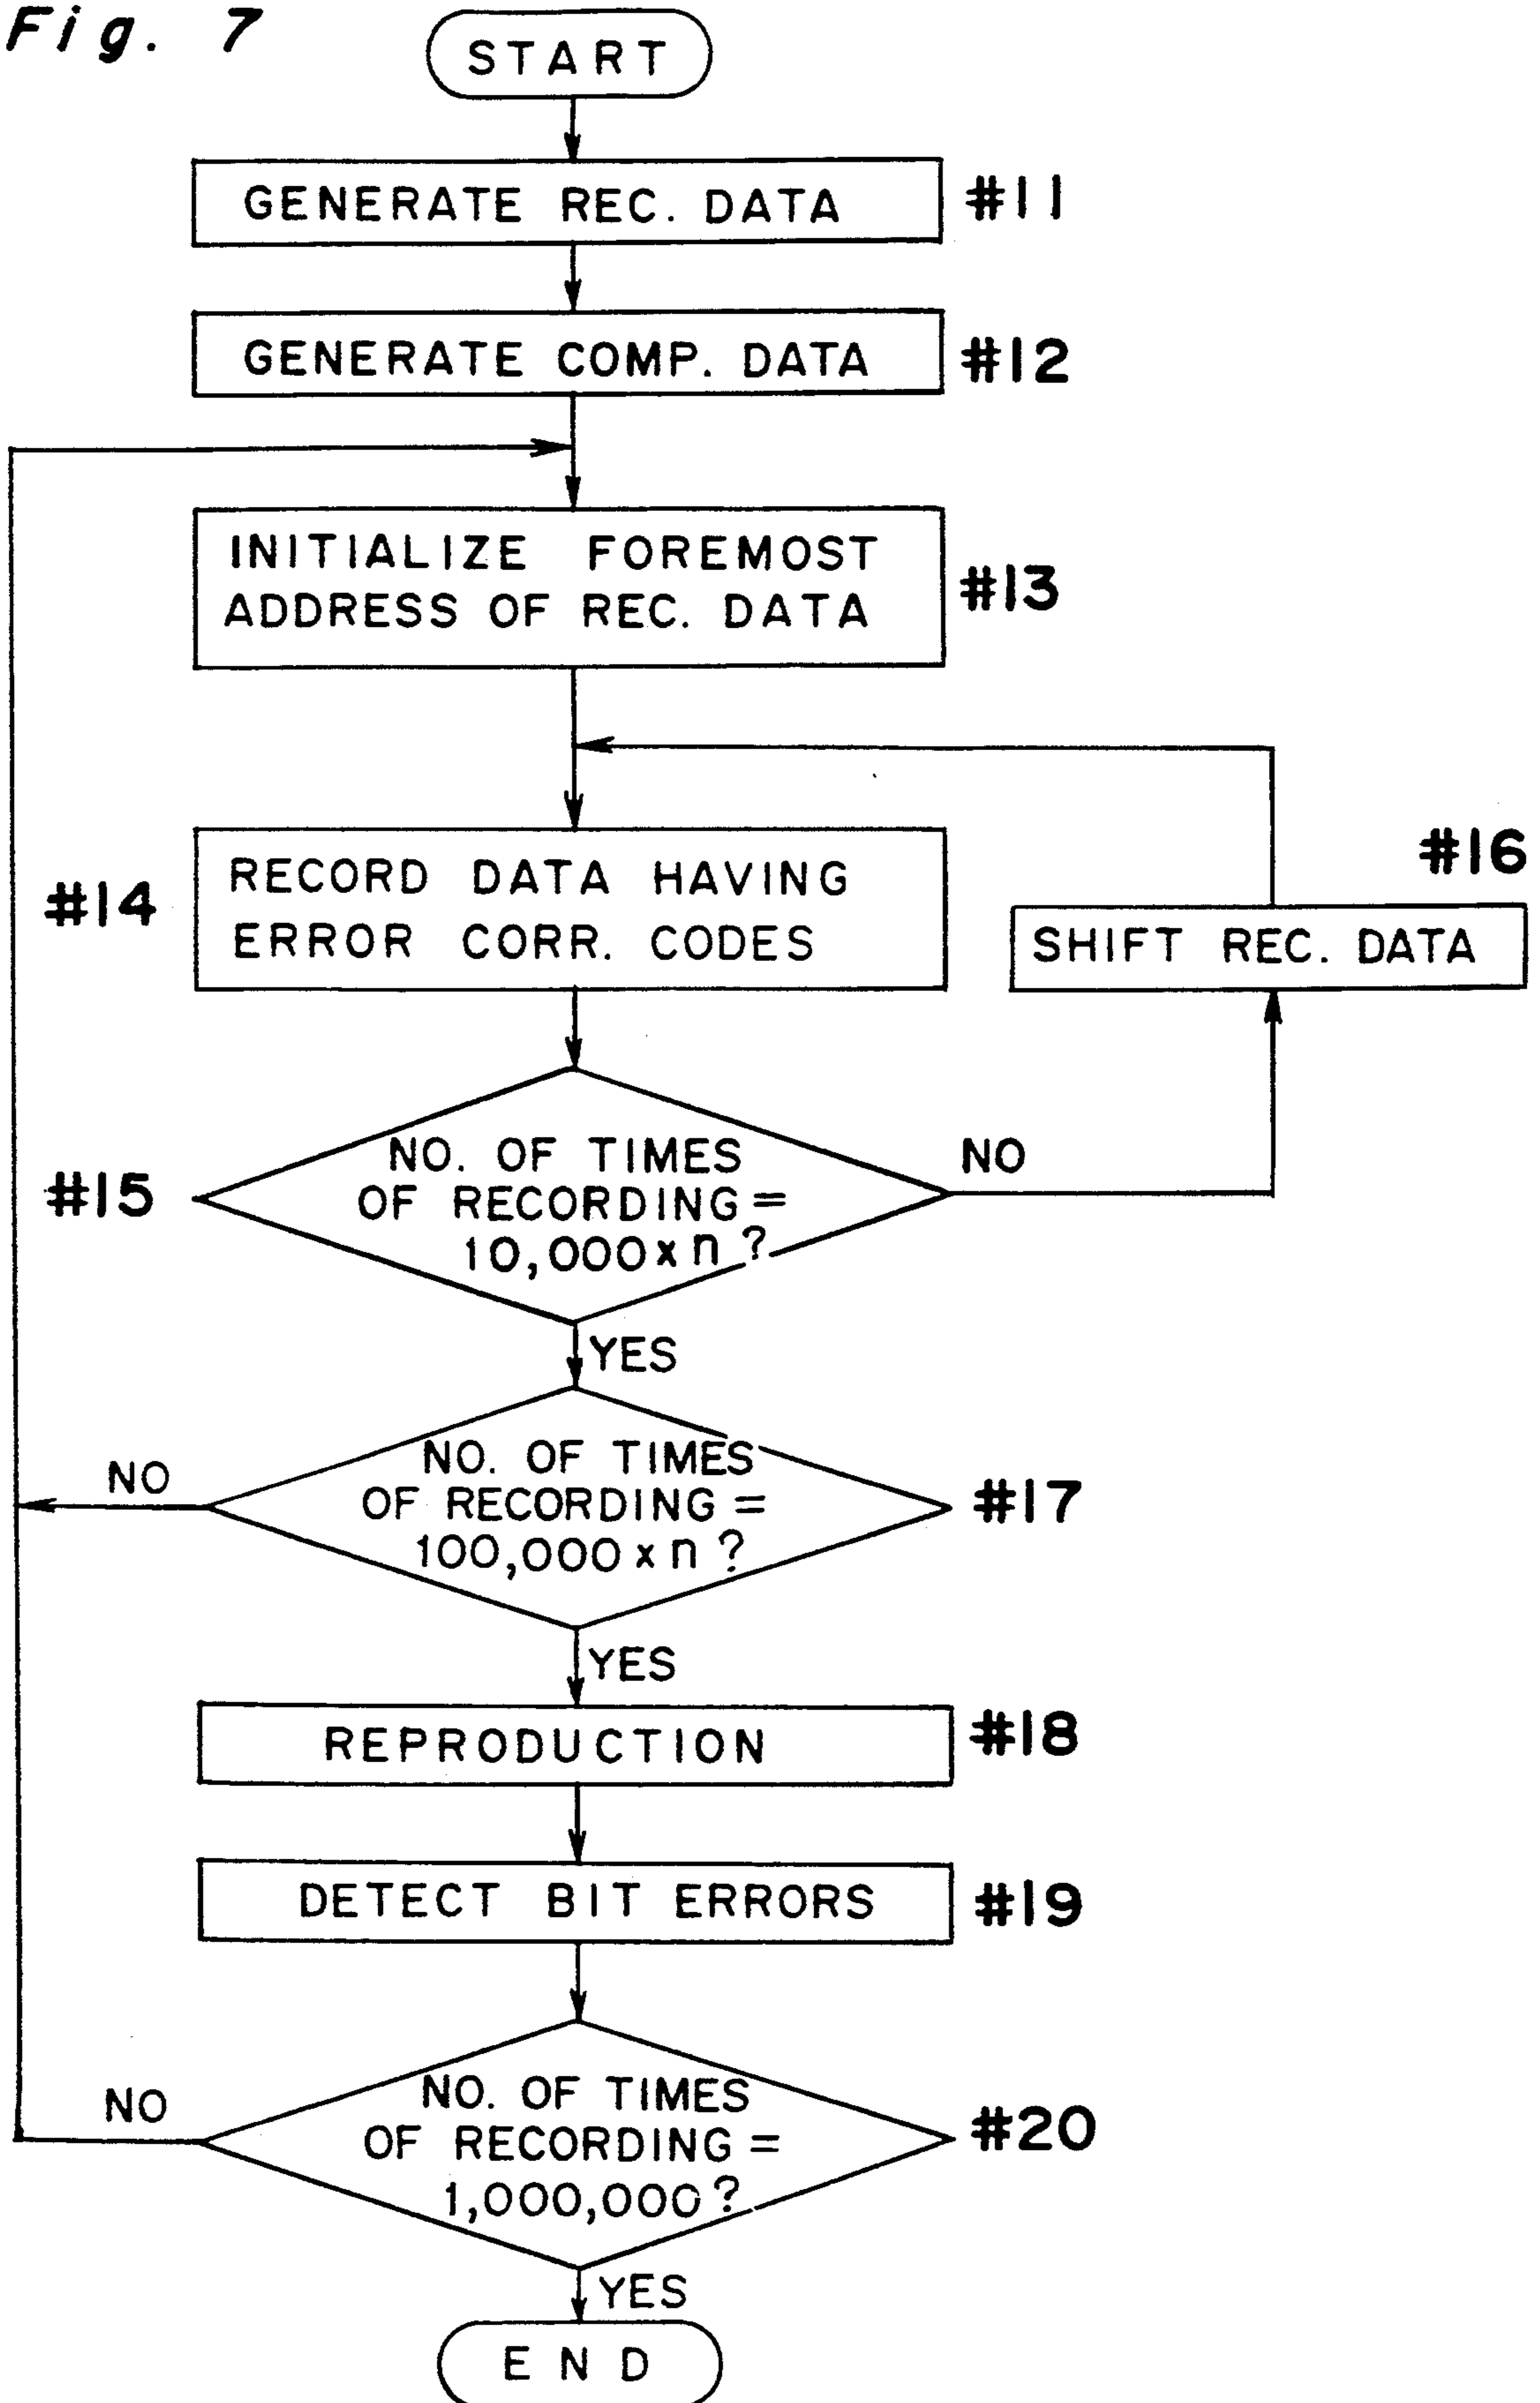 Fig. 7
START
GENERATE REC. DATA
#11
GENERATE COMP. DATA
#12
INITIALIZE FOREMOST
ADDRESS OF REC. DATA
#13
#14
RECORD DATA HAVING
ERROR CORR. CODES
#16
SHIFT REC. DATA
#15
NO. OF TIMES
OF RECORDING =
10,000 x n ?
NO
YES
NO
NO. OF TIMES
OF RECORDING =
100,000 x n ?
#17
YES
REPRODUCTION
#18
DETECT BIT ERRORS
#19
NO
NO. OF TIMES
OF RECORDING =
1,000,000 ?
#20
YES
END